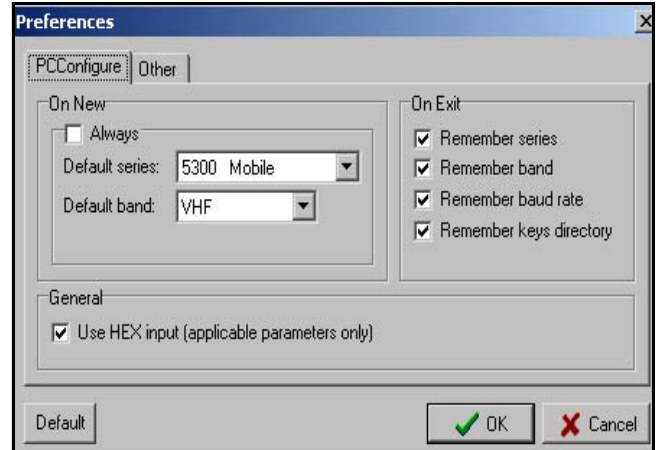 Preferences
PCConfigure Other
On New
Always
Default series: 5300 Mobile
Default band: VHF
On Exit
Remember series
Remember band
Remember baud rate
Remember keys directory
General
Use HEX input (applicable parameters only)
Default OK Cancel